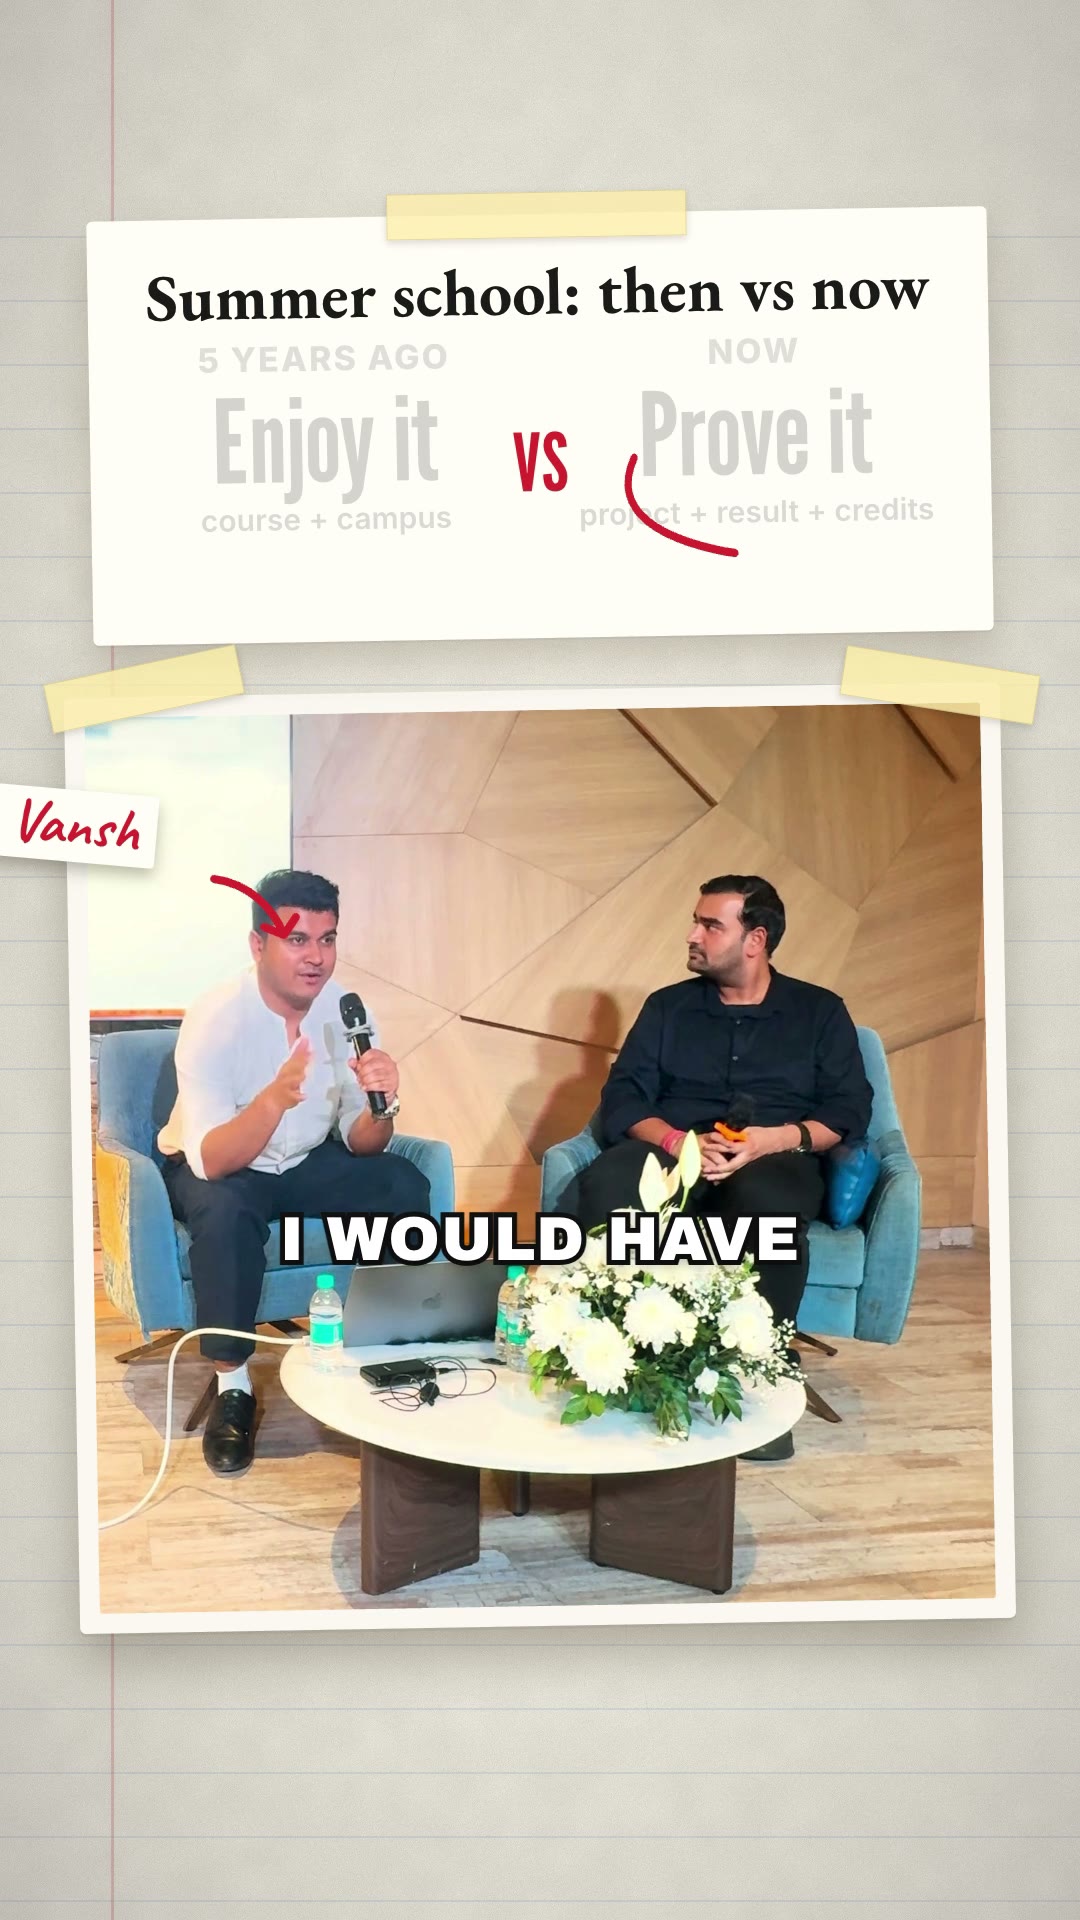 Summer school: then vs now
5 YEARS AGO
Enjoy it
course + campus
VS
NOW
Prove it
project + result + credits
Vansh
I WOULD HAVE